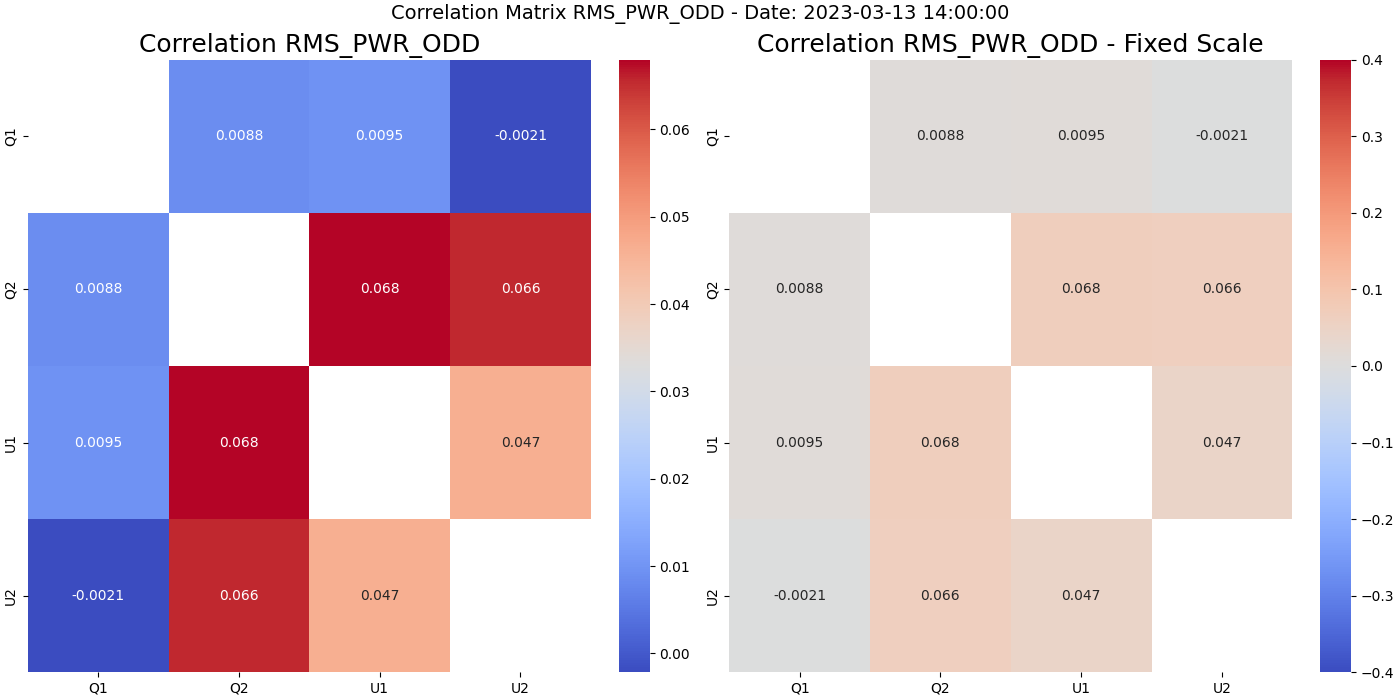 Correlation Matrix RMS_PWR_ODD - Date: 2023-03-13 14:00:00
Correlation RMS_PWR_ODD
Q1
0.0088
0.0095
-0.0021
Q2
0.0088
0.068
0.066
U1
0.0095
0.068
0.047
U2
-0.0021
0.066
0.047
Q1
Q2
U1
U2
0.06
0.05
0.04
0.03
0.02
0.01
0.00
Correlation RMS_PWR_ODD - Fixed Scale
Q1
0.0088
0.0095
-0.0021
Q2
0.0088
0.068
0.066
U1
0.0095
0.068
0.047
U2
-0.0021
0.066
0.047
Q1
Q2
U1
U2
0.4
0.3
0.2
0.1
0.0
−0.1
−0.2
−0.3
−0.4